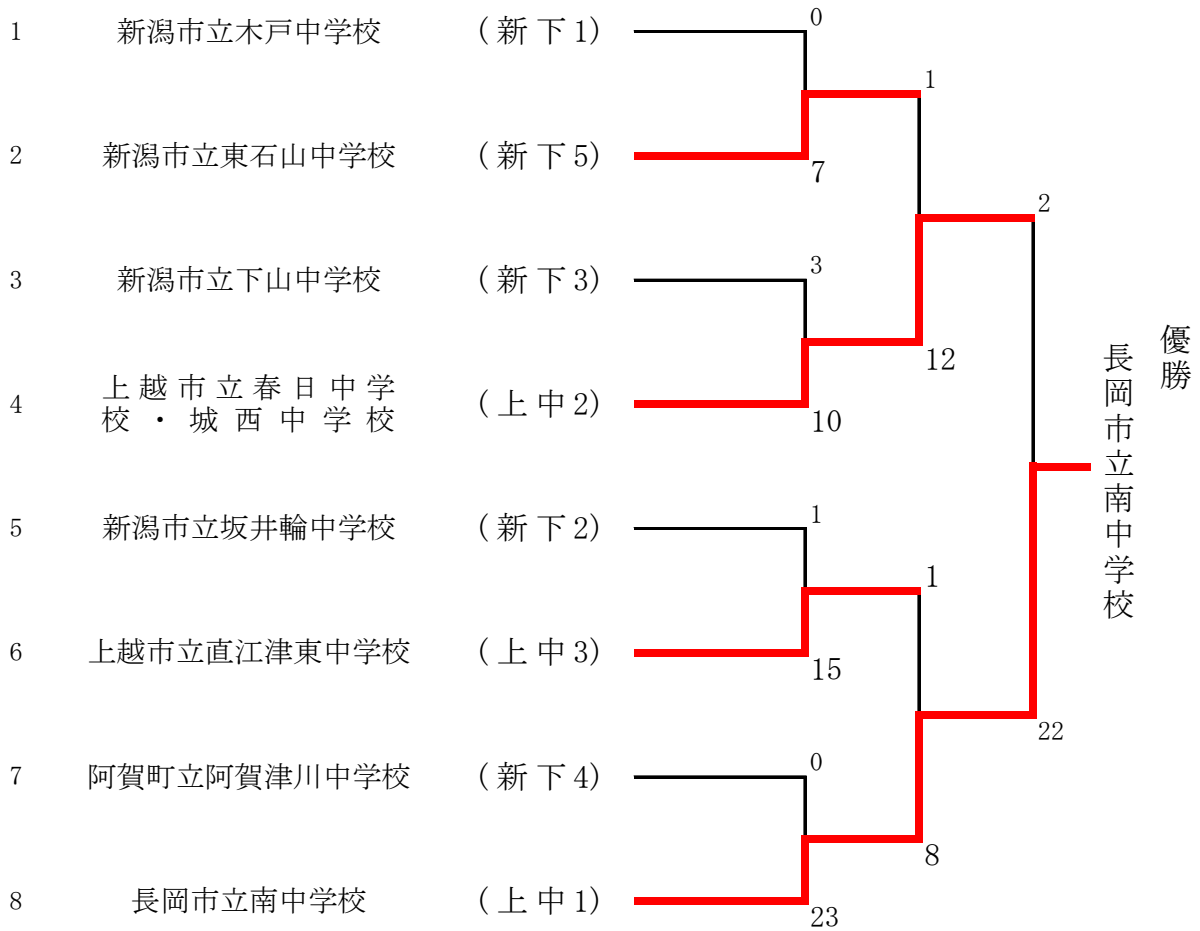 1 新潟市立木戸中学校 (新下1) 0
1
2 新潟市立東石山中学校 (新下5) 7
2
3 新潟市立下山中学校 (新下3) 3
12
4 上越市立春日中学
校・城西中学校 (上中2) 10
優勝
長岡市立南中学校
5 新潟市立坂井輪中学校 (新下2) 1
1
6 上越市立直江津東中学校 (上中3) 15
22
7 阿賀町立阿賀津川中学校 (新下4) 0
8
8 長岡市立南中学校 (上中1) 23